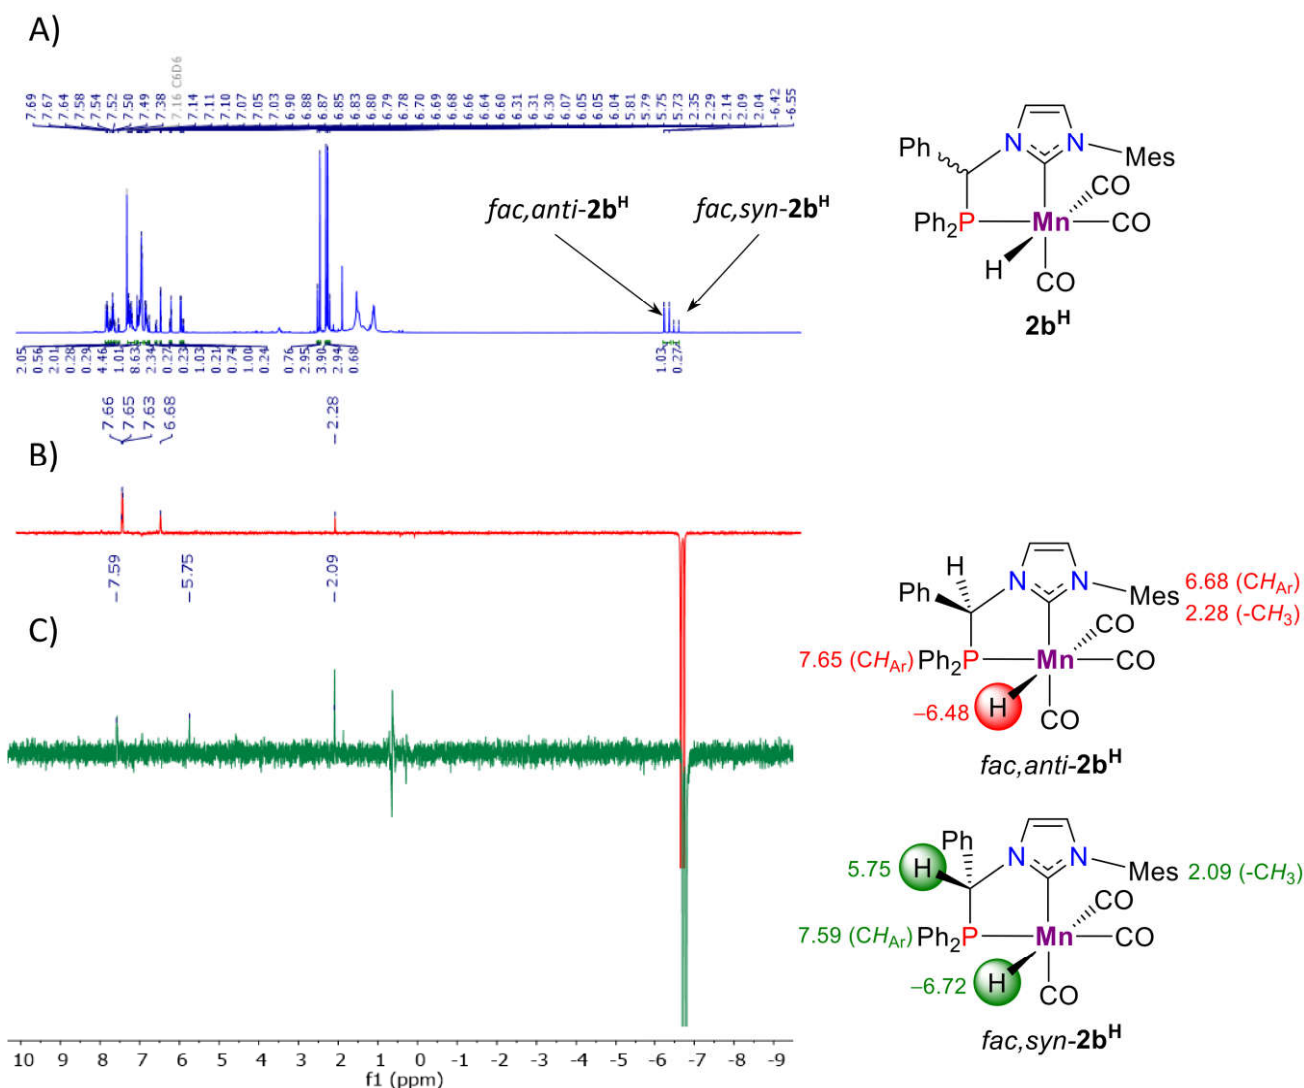 A)
7.69 7.67 7.64 7.58 7.54 7.52 7.50 7.49 7.38 7.16 C6D6 7.14 7.11 7.10 7.07 7.05 7.03 6.90 6.88 6.87 6.85 6.83 6.80 6.79 6.78 6.70 6.69 6.68 6.66 6.64 6.60 6.31 6.31 6.30 6.07 6.05 6.05 6.04 5.81 5.79 5.75 5.73 2.35 2.29 2.14 2.09 2.04 -6.42 -6.55
fac,anti-2bᴴ
fac,syn-2bᴴ
2.05 0.56 2.01 0.28 0.29 4.46 1.01 8.63 2.34 0.27 0.23 1.03 0.21 0.74 1.00 0.24 0.76 2.95 3.90 2.94 0.68 1.03 0.27
Ph
N
N
Mes
CO
Ph₂P
Mn
CO
H
CO
2bᴴ
7.66 7.65 7.63 6.68 2.28
B)
7.59 5.75 2.09
C)
10 9 8 7 6 5 4 3 2 1 0 -1 -2 -3 -4 -5 -6 -7 -8 -9
f1 (ppm)
H
Ph
N
N
Mes
6.68 (CHAr)
2.28 (-CH₃)
CO
7.65 (CHAr)
Ph₂P
Mn
CO
−6.48
H
CO
fac,anti-2bᴴ
Ph
5.75
H
N
N
Mes
2.09 (-CH₃)
CO
7.59 (CHAr)
Ph₂P
Mn
CO
−6.72
H
CO
fac,syn-2bᴴ